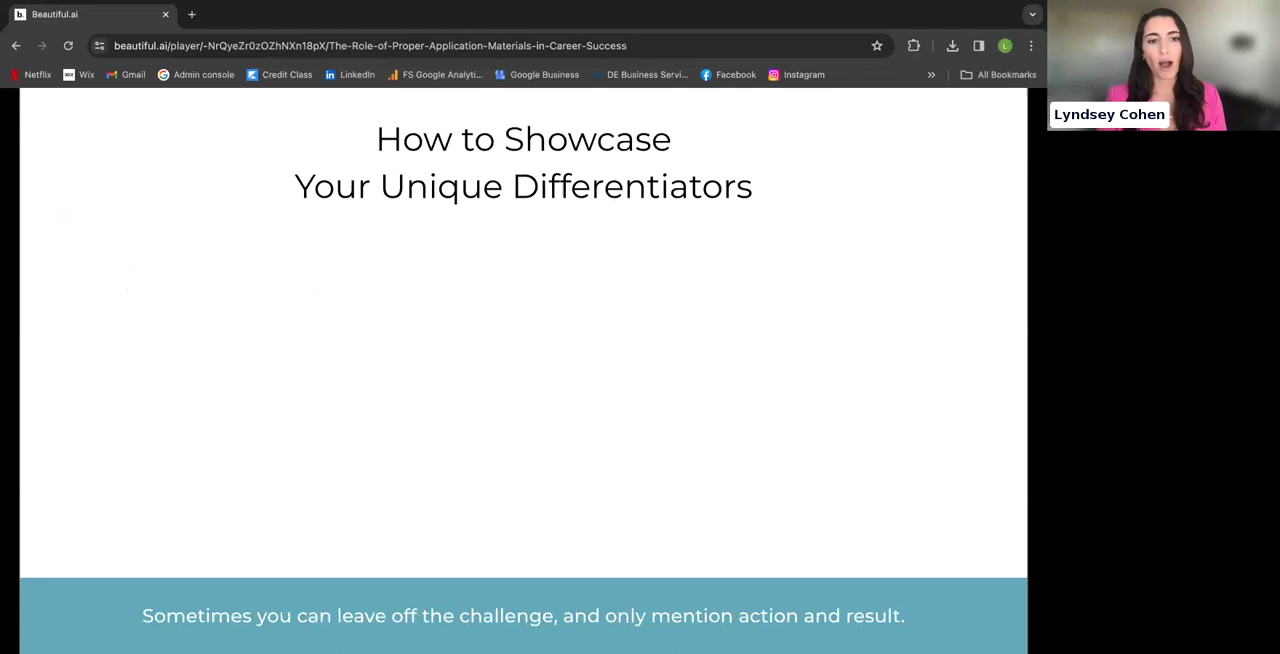 b. Beautiful.ai
beautiful.ai/player/-NrQyeZr0zOZhNXn18pX/The-Role-of-Proper-Application-Materials-in-Career-Success
L
Netflix WIX Wix Gmail Admin console Credit Class LinkedIn FS Google Analyti... Google Business DE Business Servi... Facebook Instagram » All Bookmarks
Lyndsey Cohen
How to Showcase
Your Unique Differentiators
Sometimes you can leave off the challenge, and only mention action and result.